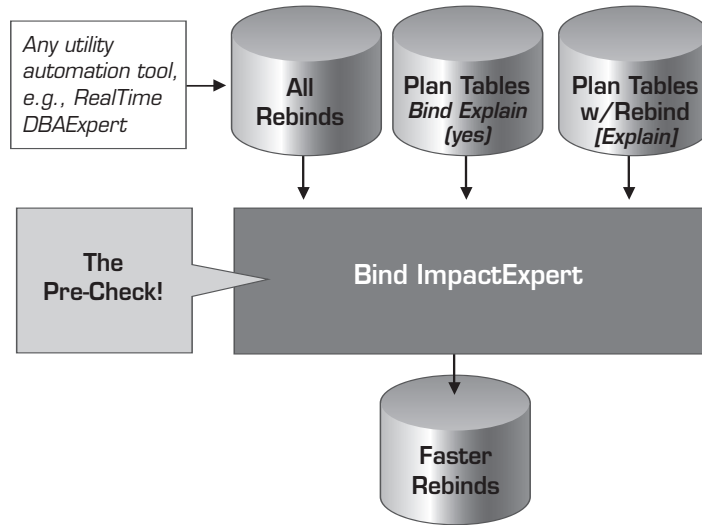 Any utility
automation tool,
e.g., RealTime
DBAExpert
All
Rebinds
Plan Tables
Bind Explain
(yes)
Plan Tables
w/Rebind
[Explain]
The
Pre-Check!
Bind ImpactExpert
Faster
Rebinds